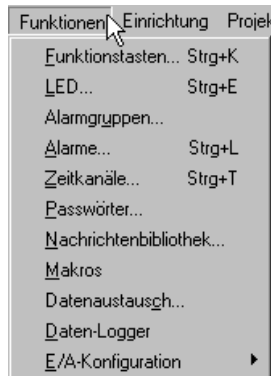 Funktionen Einrichtung Projek
Funktionstasten... Strg+K
LED... Strg+E
Alarmgruppen...
Alarme... Strg+L
Zeitkanäle... Strg+T
Passwörter...
Nachrichtenbibliothek...
Makros
Datenaustausch...
Daten-Logger
E/A-Konfiguration